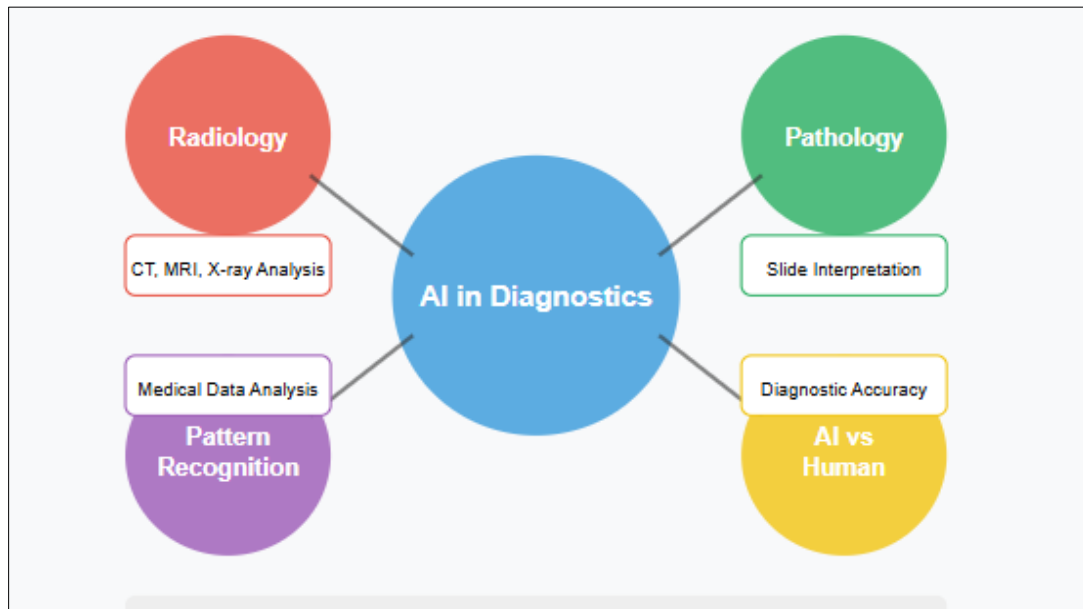 Radiology
Pathology
CT, MRI, X-ray Analysis
Slide Interpretation
AI in Diagnostics
Medical Data Analysis
Diagnostic Accuracy
Pattern
Recognition
AI vs
Human